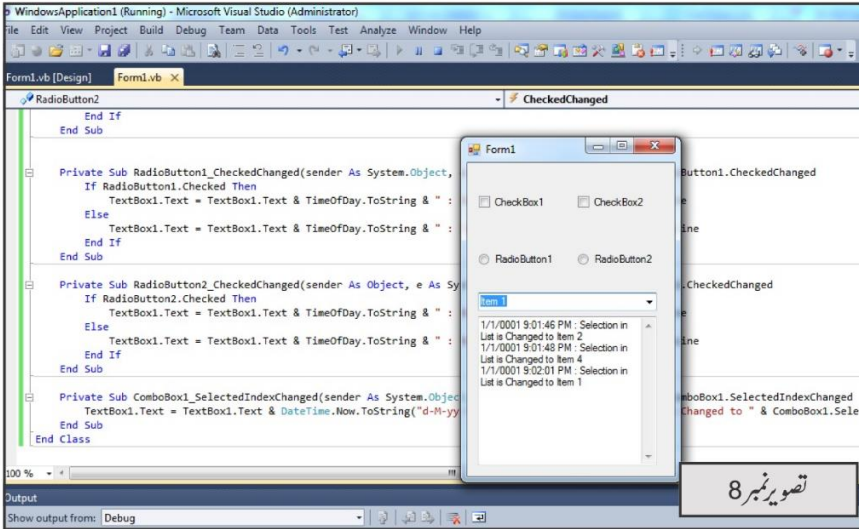 WindowsApplication1 (Running) - Microsoft Visual Studio (Administrator)
File Edit View Project Build Debug Team Data Tools Test Analyze Window Help
Form1.vb [Design] Form1.vb
RadioButton2 CheckedChanged
End If
End Sub
Private Sub RadioButton1_CheckedChanged(sender As System.Object, Button1.CheckedChanged
If RadioButton1.Checked Then
TextBox1.Text = TextBox1.Text & TimeOfDay.ToString & " : e
Else
TextBox1.Text = TextBox1.Text & TimeOfDay.ToString & " : ine
End If
End Sub
Private Sub RadioButton2_CheckedChanged(sender As Object, e As Sy .CheckedChanged
If RadioButton2.Checked Then
TextBox1.Text = TextBox1.Text & TimeOfDay.ToString & " : e
Else
TextBox1.Text = TextBox1.Text & TimeOfDay.ToString & " : ine
End If
End Sub
Private Sub ComboBox1_SelectedIndexChanged(sender As System.Objec mboBox1.SelectedIndexChanged
TextBox1.Text = TextBox1.Text & DateTime.Now.ToString("d-M-yy Changed to " & ComboBox1.Sele
End Sub
End Class
100 %
Output
Show output from: Debug
Form1
CheckBox1 CheckBox2
RadioButton1 RadioButton2
Item 1
1/1/0001 9:01:46 PM : Selection in
List is Changed to Item 2
1/1/0001 9:01:48 PM : Selection in
List is Changed to Item 4
1/1/0001 9:02:01 PM : Selection in
List is Changed to Item 1
تصویر نمبر 8